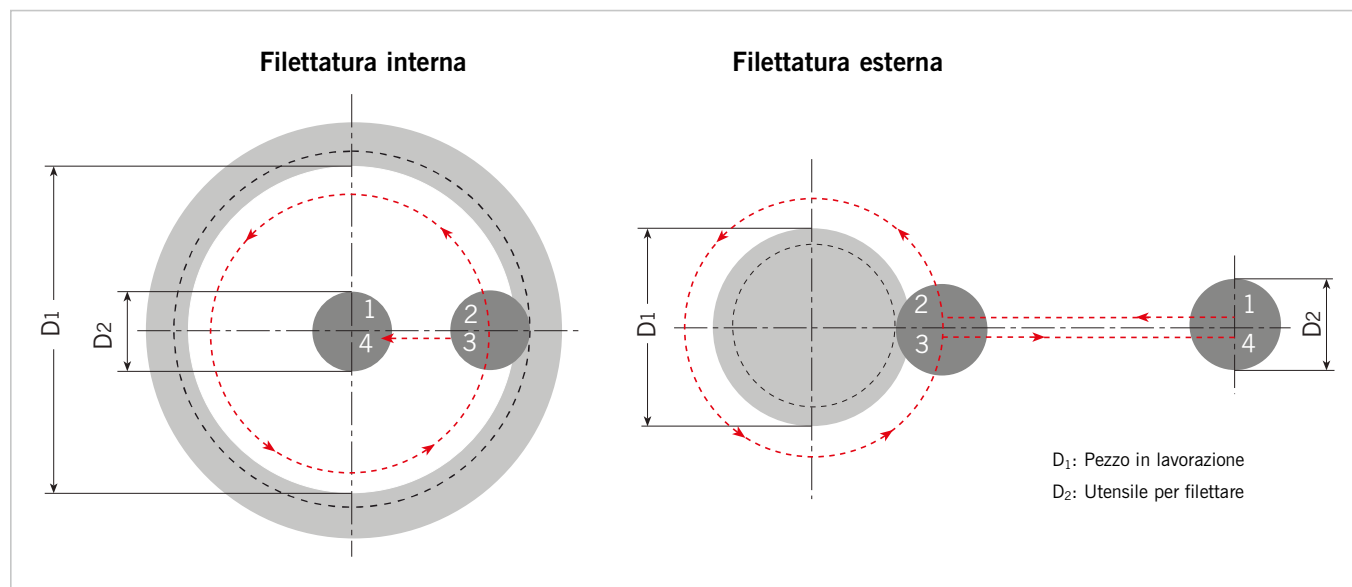 Filettatura interna
Filettatura esterna
D1
D2
1
4
2
3
D1
2
3
1
4
D2
D1: Pezzo in lavorazione
D2: Utensile per filettare